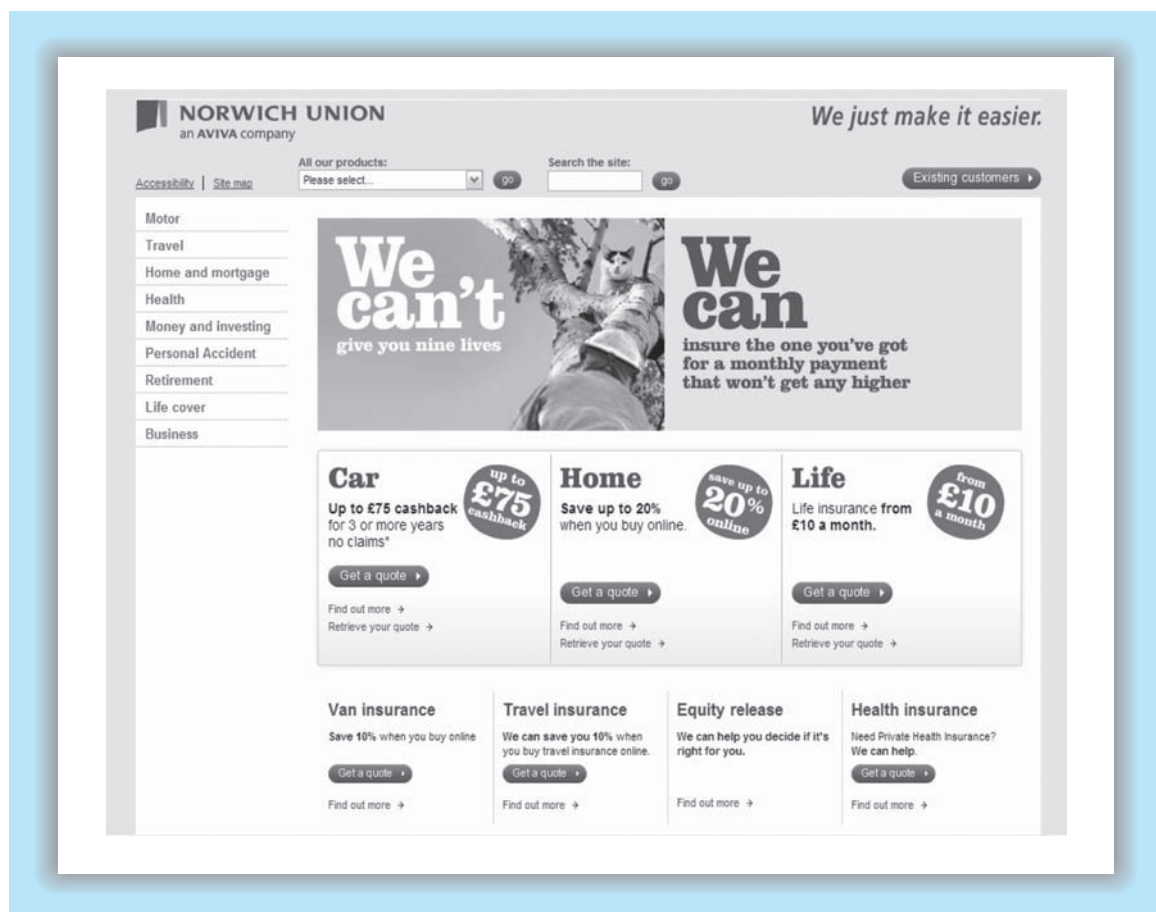 NORWICH UNION
an AVIVA company
We just make it easier.
All our products:
Search the site:
Accessibility | Site map
Please select...
go
go
Existing customers
Motor
Travel
Home and mortgage
Health
Money and investing
Personal Accident
Retirement
Life cover
Business
We
can't
give you nine lives
We
can
insure the one you've got
for a monthly payment
that won't get any higher
Car
up to
£75
cashback
Up to £75 cashback
for 3 or more years
no claims*
Get a quote
Find out more →
Retrieve your quote →
Home
save up to
20%
online
Save up to 20%
when you buy online.
Get a quote
Find out more →
Retrieve your quote →
Life
from
£10
a month
Life insurance from
£10 a month.
Get a quote
Find out more →
Retrieve your quote →
Van insurance
Save 10% when you buy online
Get a quote
Find out more →
Travel insurance
We can save you 10% when
you buy travel insurance online.
Get a quote
Find out more →
Equity release
We can help you decide if it's
right for you.
Find out more →
Health insurance
Need Private Health Insurance?
We can help.
Get a quote
Find out more →